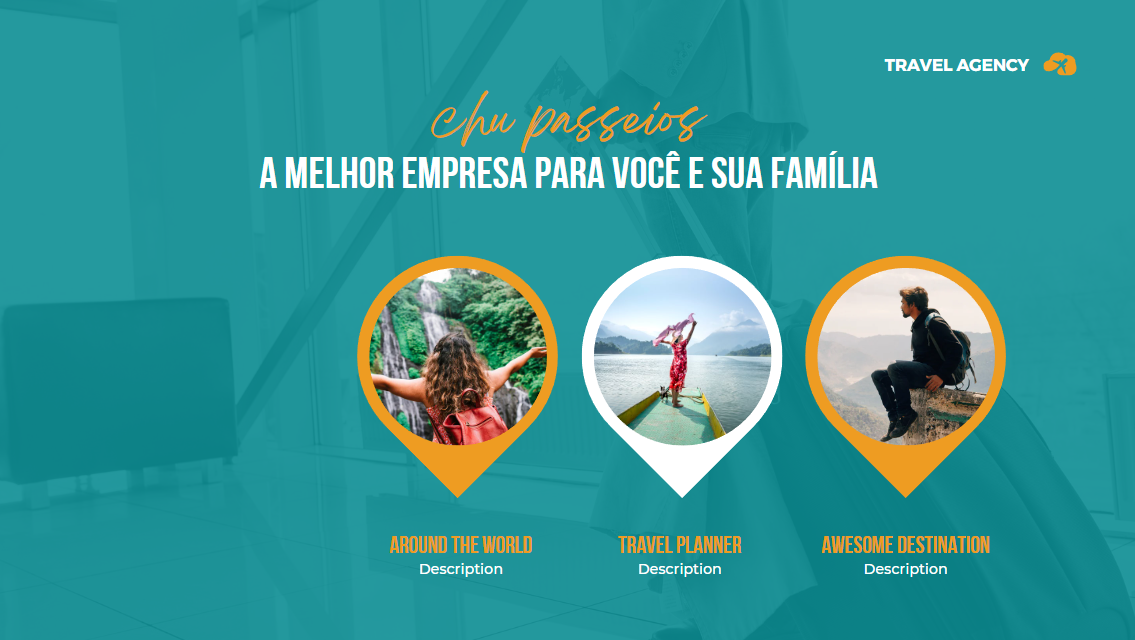 TRAVEL AGENCY
chu passeios
A MELHOR EMPRESA PARA VOCÊ E SUA FAMÍLIA
AROUND THE WORLD
Description
TRAVEL PLANNER
Description
AWESOME DESTINATION
Description